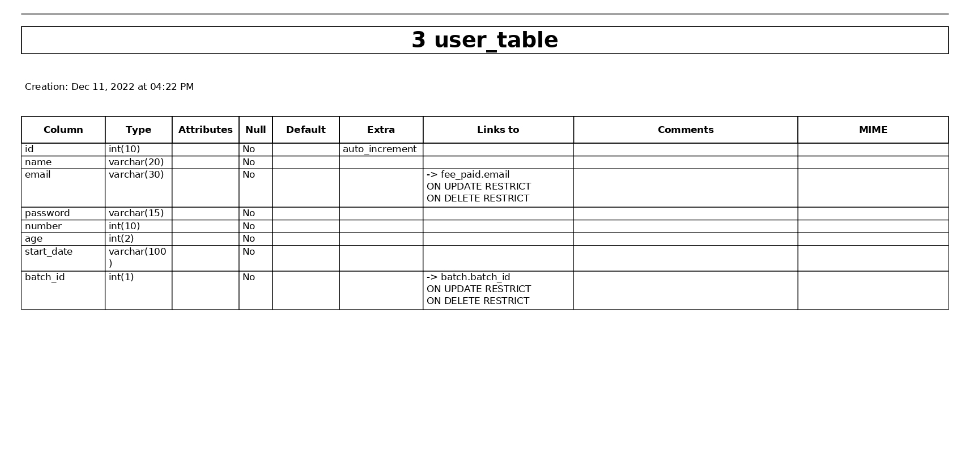 3 user_table
Creation: Dec 11, 2022 at 04:22 PM
Column Type Attributes Null Default Extra Links to Comments MIME
id int(10) No auto_increment
name varchar(20) No
email varchar(30) No -> fee_paid.email
ON UPDATE RESTRICT
ON DELETE RESTRICT
password varchar(15) No
number int(10) No
age int(2) No
start_date varchar(100 No
)
batch_id int(1) No -> batch.batch_id
ON UPDATE RESTRICT
ON DELETE RESTRICT